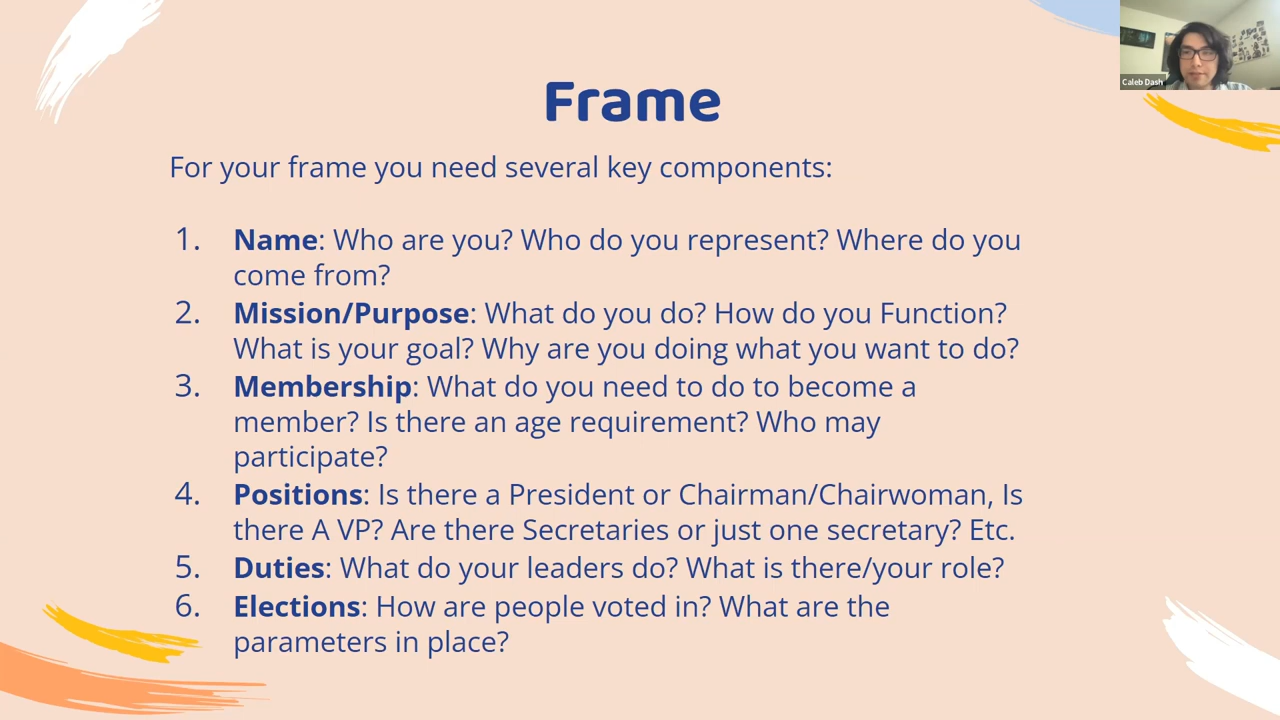 Frame
Caleb Dash
For your frame you need several key components:
1. Name: Who are you? Who do you represent? Where do you
come from?
2. Mission/Purpose: What do you do? How do you Function?
What is your goal? Why are you doing what you want to do?
3. Membership: What do you need to do to become a
member? Is there an age requirement? Who may
participate?
4. Positions: Is there a President or Chairman/Chairwoman, Is
there A VP? Are there Secretaries or just one secretary? Etc.
5. Duties: What do your leaders do? What is there/your role?
6. Elections: How are people voted in? What are the
parameters in place?